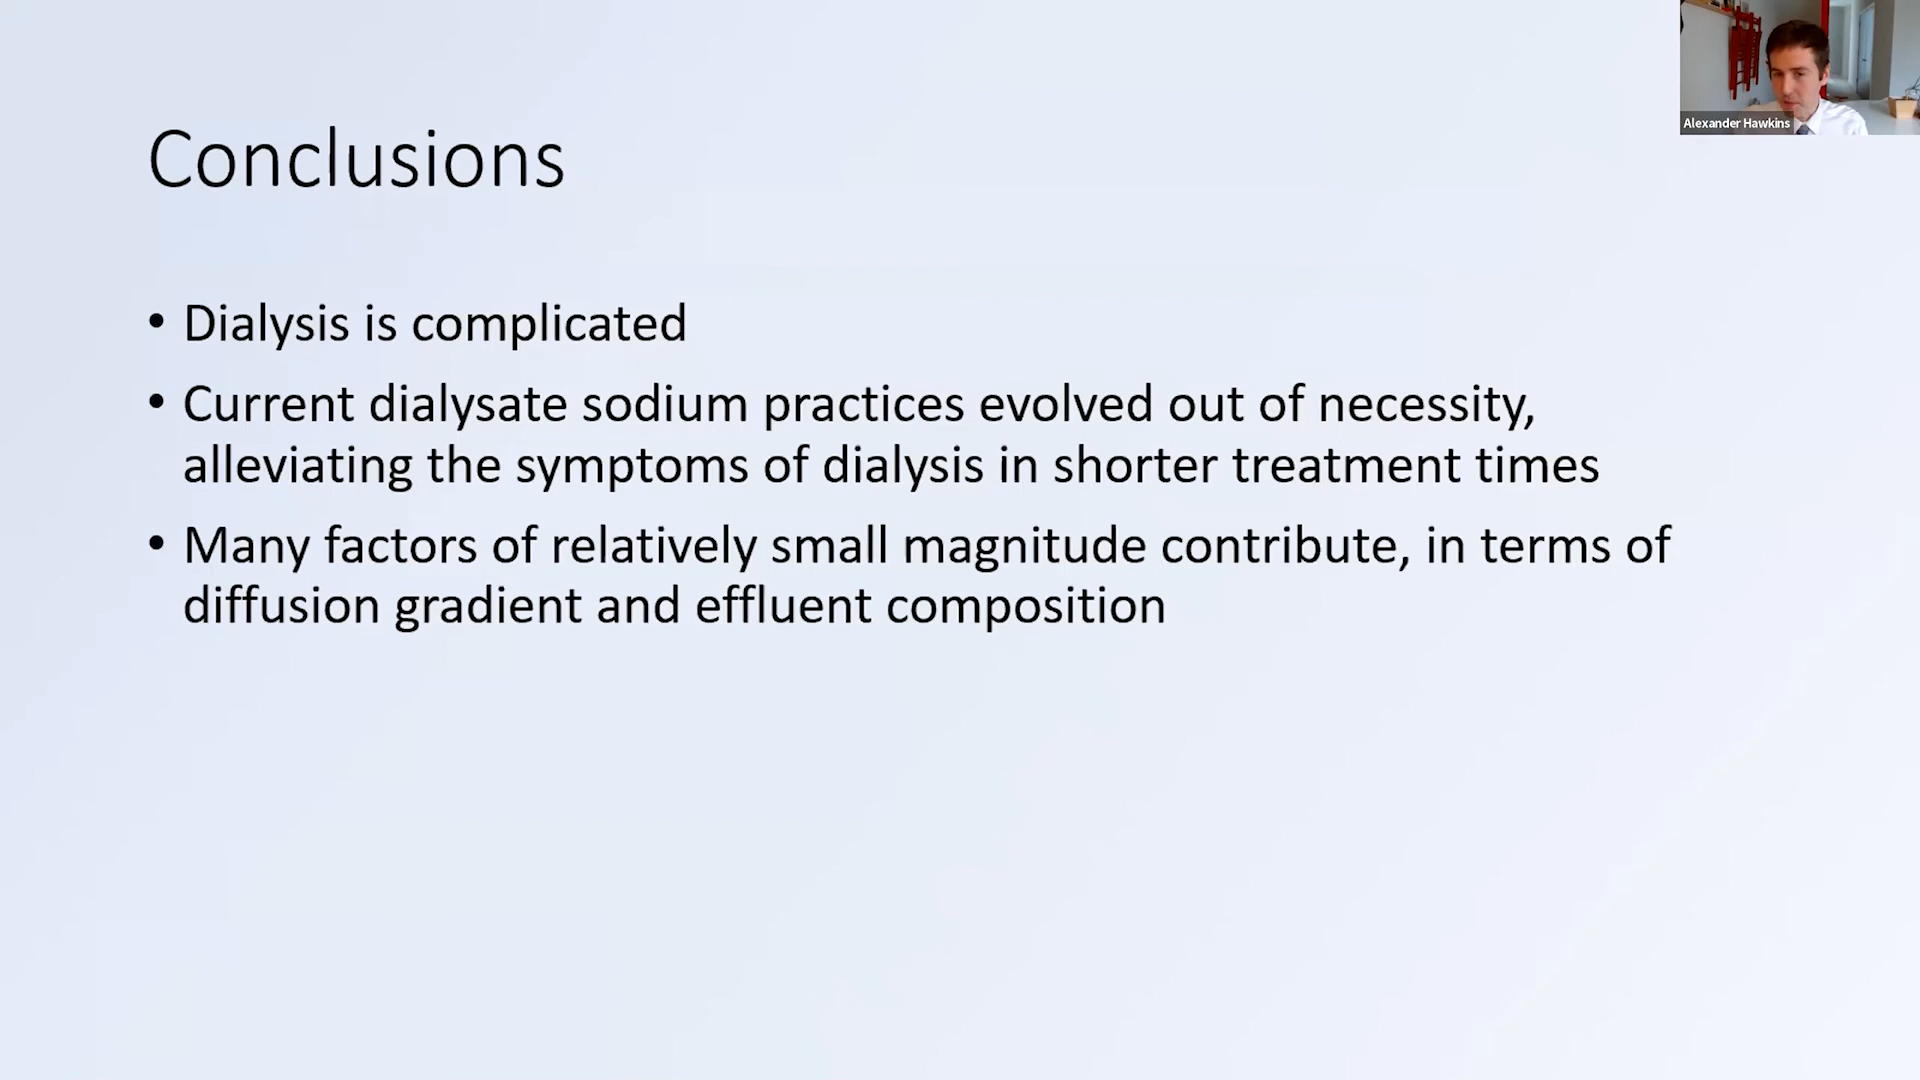 Alexander Hawkins
Conclusions
• Dialysis is complicated
• Current dialysate sodium practices evolved out of necessity,
alleviating the symptoms of dialysis in shorter treatment times
• Many factors of relatively small magnitude contribute, in terms of
diffusion gradient and effluent composition